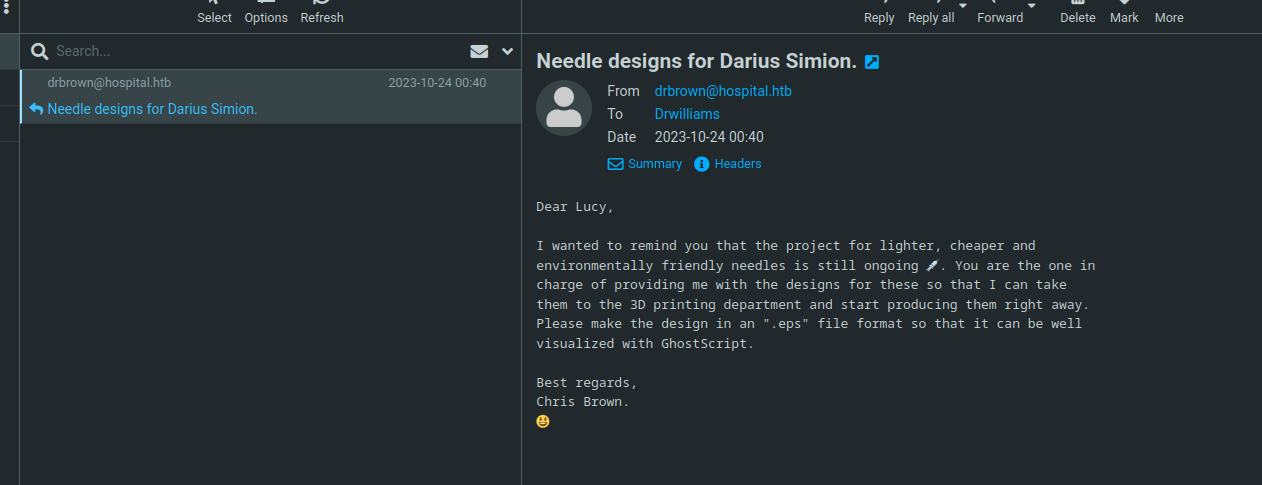 Select Options Refresh
Reply Reply all Forward Delete Mark More
Search...
drbrown@hospital.htb 2023-10-24 00:40
Needle designs for Darius Simion.
Needle designs for Darius Simion.
From drbrown@hospital.htb
To Drwilliams
Date 2023-10-24 00:40
Summary Headers
Dear Lucy,
I wanted to remind you that the project for lighter, cheaper and
environmentally friendly needles is still ongoing 💉. You are the one in
charge of providing me with the designs for these so that I can take
them to the 3D printing department and start producing them right away.
Please make the design in an ".eps" file format so that it can be well
visualized with GhostScript.
Best regards,
Chris Brown.
😃